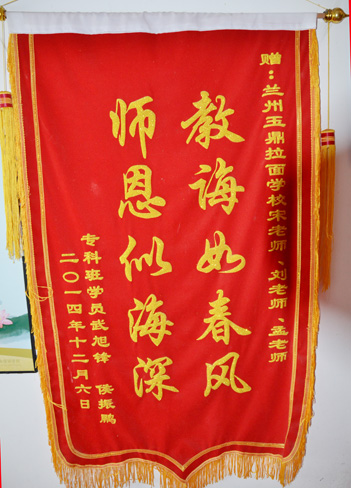 赠：兰州玉鼎拉面学校宋老师、刘老师、孟老师
教诲如春风
师恩似海深
专科班学员武旭锋 侯振鹏
二〇一四年十二月六日